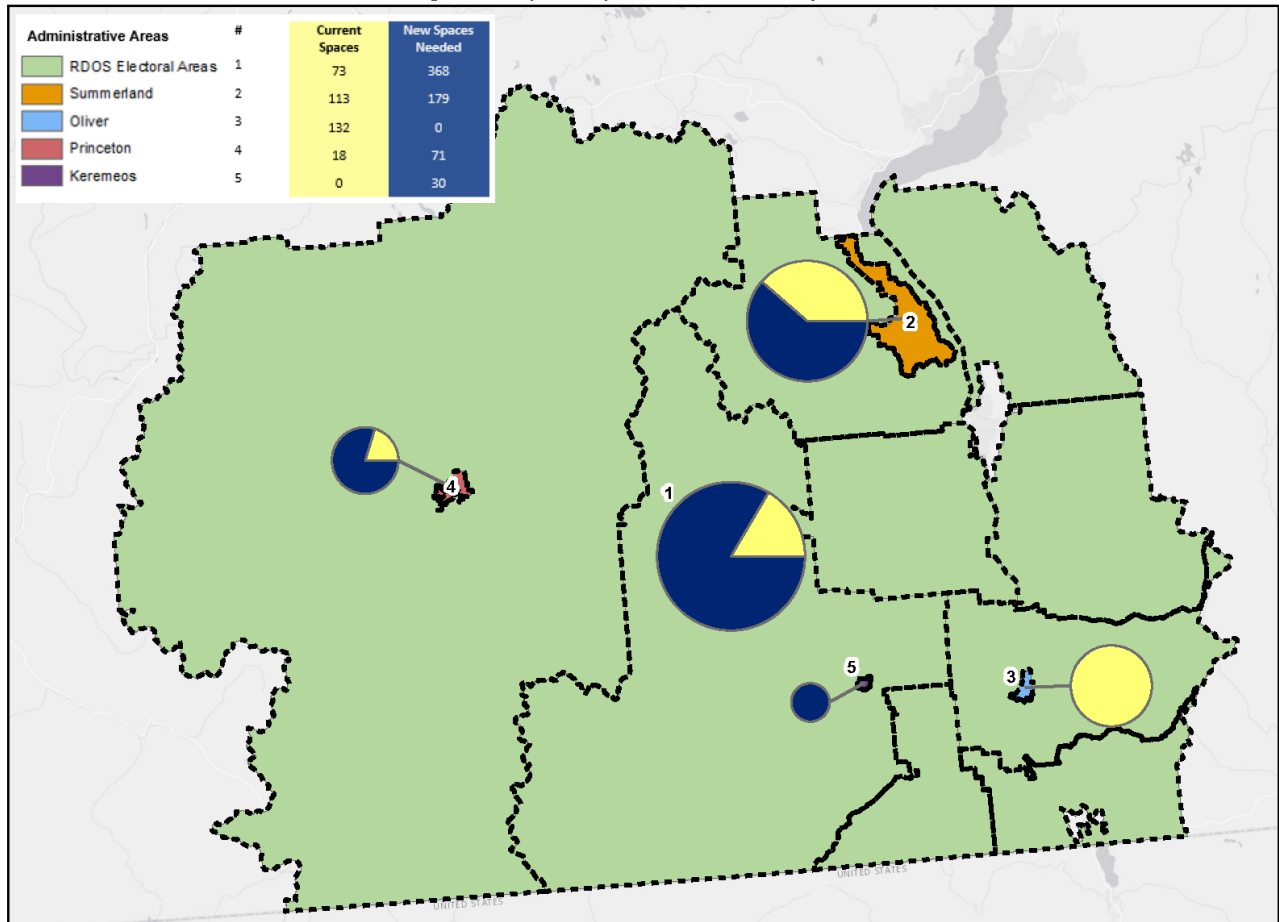 Administrative Areas # Current Spaces New Spaces Needed
RDOS Electoral Areas 1 73 368
Summerland 2 113 179
Oliver 3 132 0
Princeton 4 18 71
Keremeos 5 0 30
2
4
1
5
3
UNITED STATES
UNITED STATES